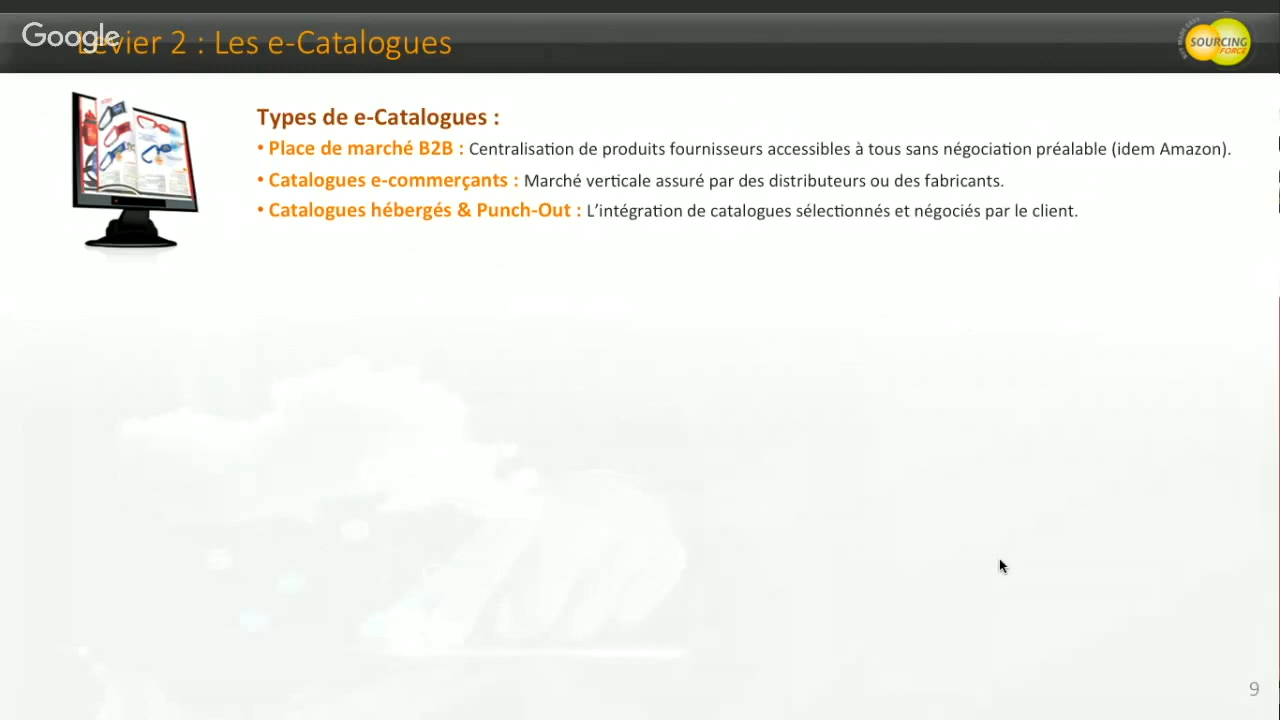 Google
Levier 2 : Les e-Catalogues
SOURCING
FORCE
Types de e-Catalogues :
• Place de marché B2B : Centralisation de produits fournisseurs accessibles à tous sans négociation préalable (idem Amazon).
• Catalogues e-commerçants : Marché verticale assuré par des distributeurs ou des fabricants.
• Catalogues hébergés & Punch-Out : L'intégration de catalogues sélectionnés et négociés par le client.
9